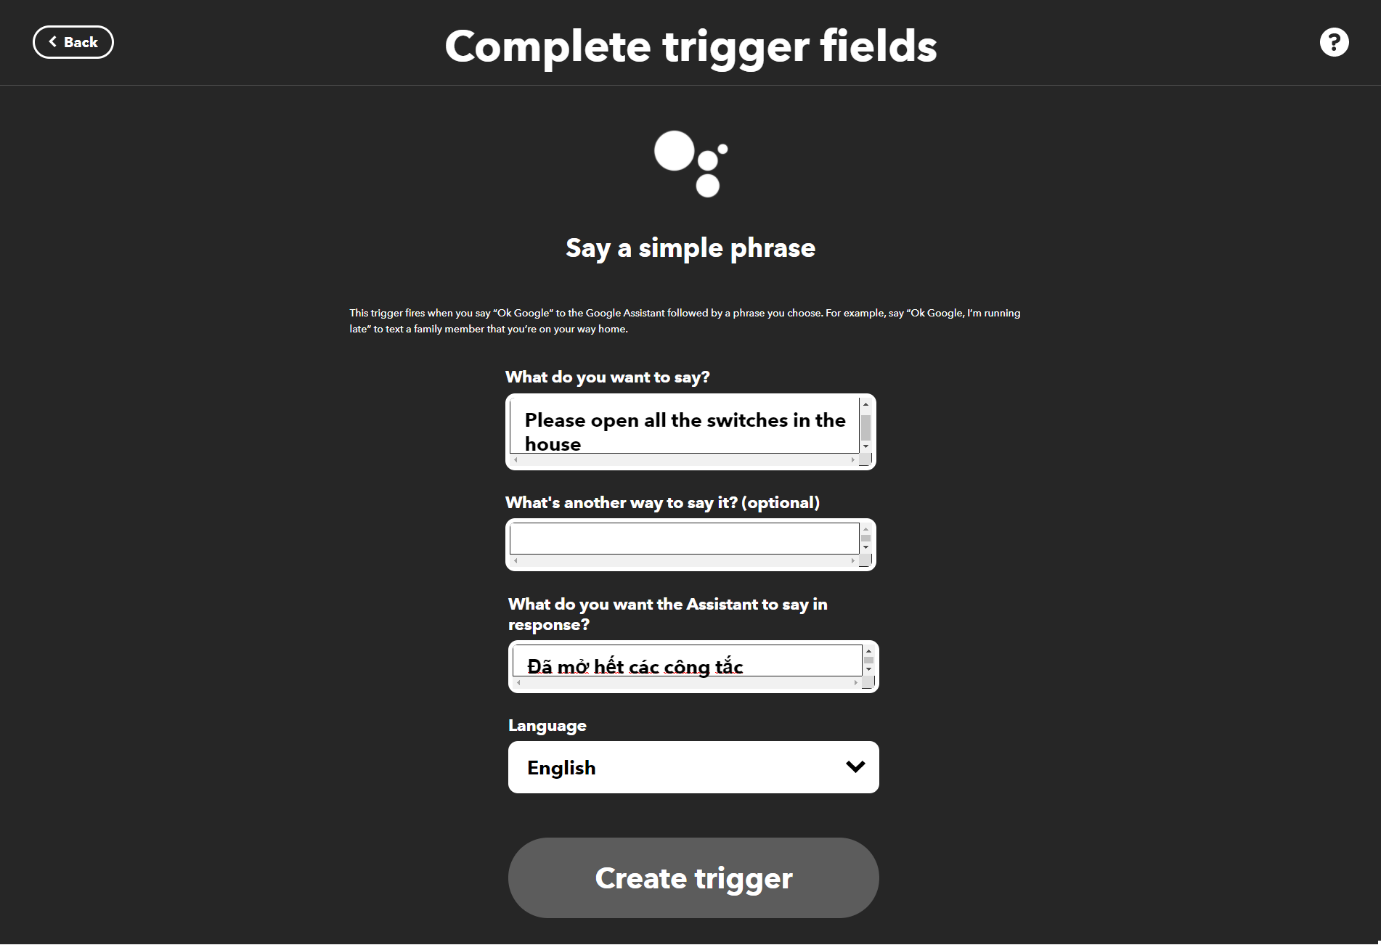 Back
Complete trigger fields
?
Say a simple phrase
This trigger fires when you say “Ok Google” to the Google Assistant followed by a phrase you choose. For example, say “Ok Google, I’m running
late” to text a family member that you’re on your way home.
What do you want to say?
Please open all the switches in the
house
What's another way to say it? (optional)
What do you want the Assistant to say in
response?
Đã mở hết các công tắc
Language
English
Create trigger